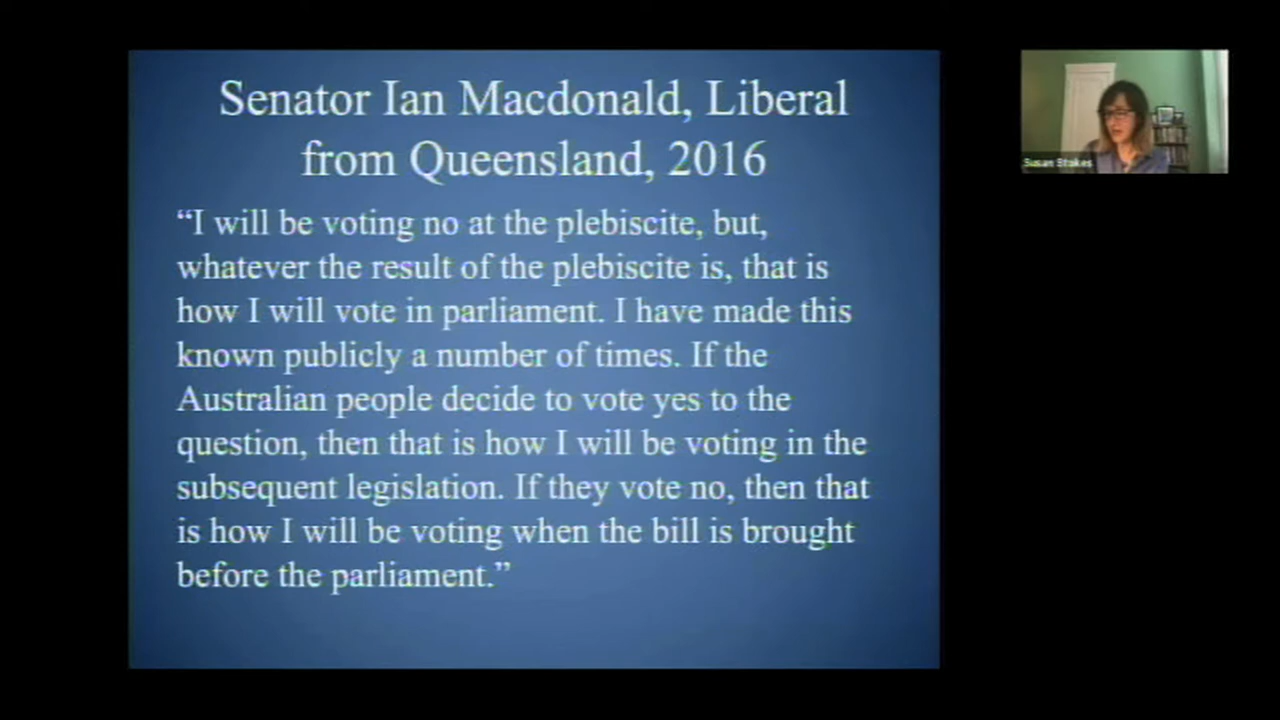 Senator Ian Macdonald, Liberal
from Queensland, 2016
“I will be voting no at the plebiscite, but,
whatever the result of the plebiscite is, that is
how I will vote in parliament. I have made this
known publicly a number of times. If the
Australian people decide to vote yes to the
question, then that is how I will be voting in the
subsequent legislation. If they vote no, then that
is how I will be voting when the bill is brought
before the parliament.”
Susan Stokes